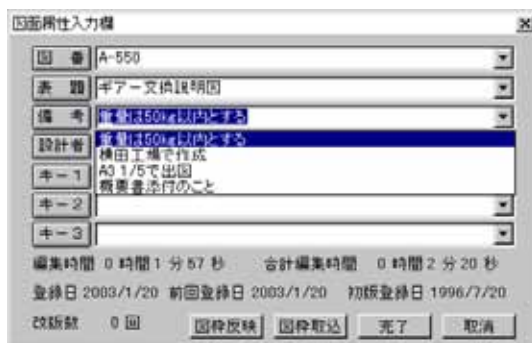 図面属性入力欄
図 番 A-550
表 題 ギアー交換説明図
備 考 重量は50kg以内とする
設計者 重量は50kg以内とする
横田工場で作成
A3 1/5で出図
概要書添付のこと
キー1
キー2
キー3
編集時間 0 時間 1 分 57 秒 合計編集時間 0 時間 2 分 20 秒
登録日 2003/1/20 前回登録日 2003/1/20 初版登録日 1996/7/20
改版数 0 回 図枠反映 図枠取込 完了 取消